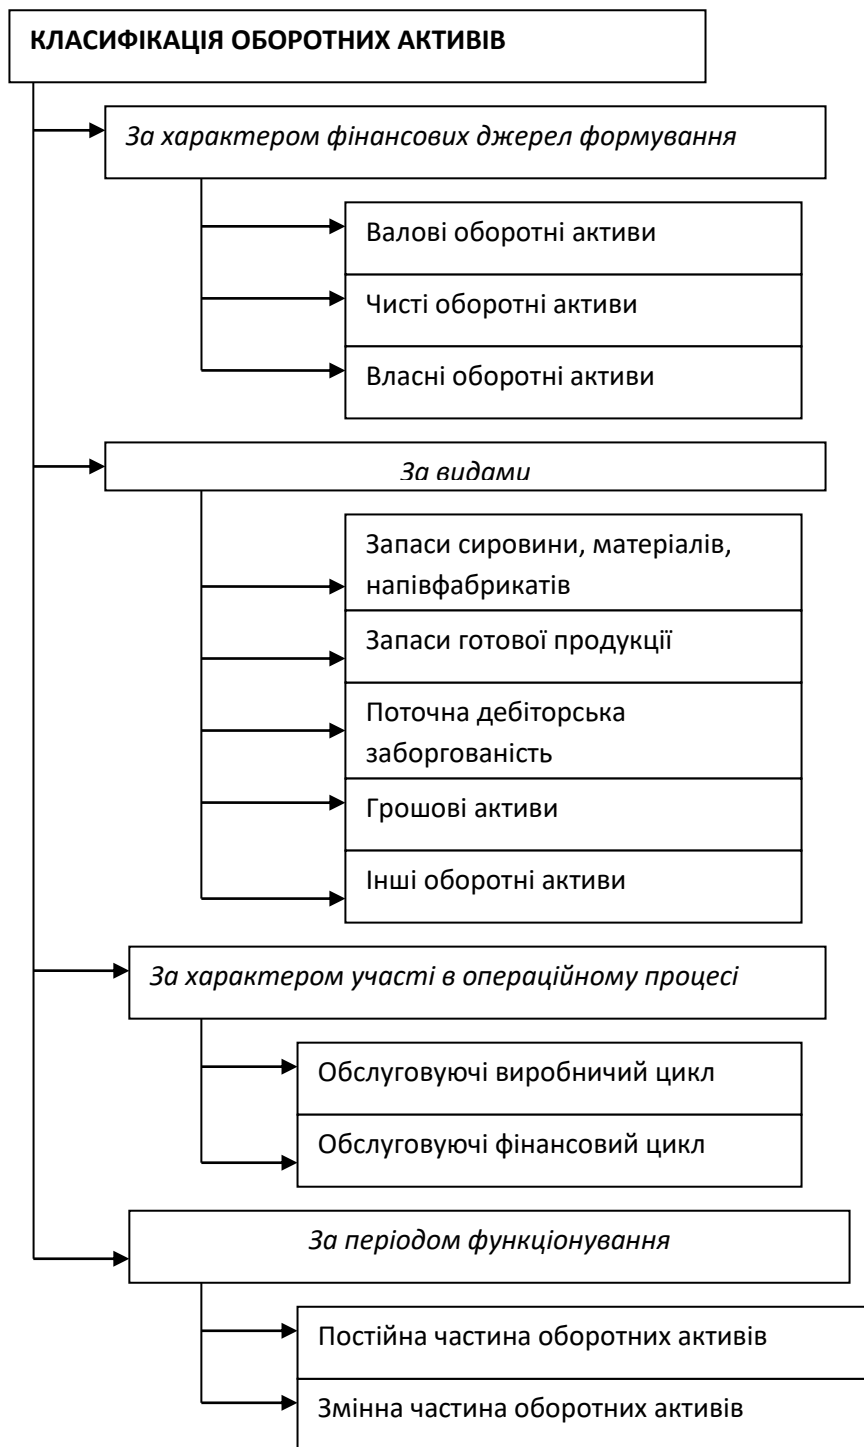 КЛАСИФІКАЦІЯ ОБОРОТНИХ АКТИВІВ
За характером фінансових джерел формування
Валові оборотні активи
Чисті оборотні активи
Власні оборотні активи
За видами
Запаси сировини, матеріалів,
напівфабрикатів
Запаси готової продукції
Поточна дебіторська
заборгованість
Грошові активи
Інші оборотні активи
За характером участі в операційному процесі
Обслуговуючі виробничий цикл
Обслуговуючі фінансовий цикл
За періодом функціонування
Постійна частина оборотних активів
Змінна частина оборотних активів